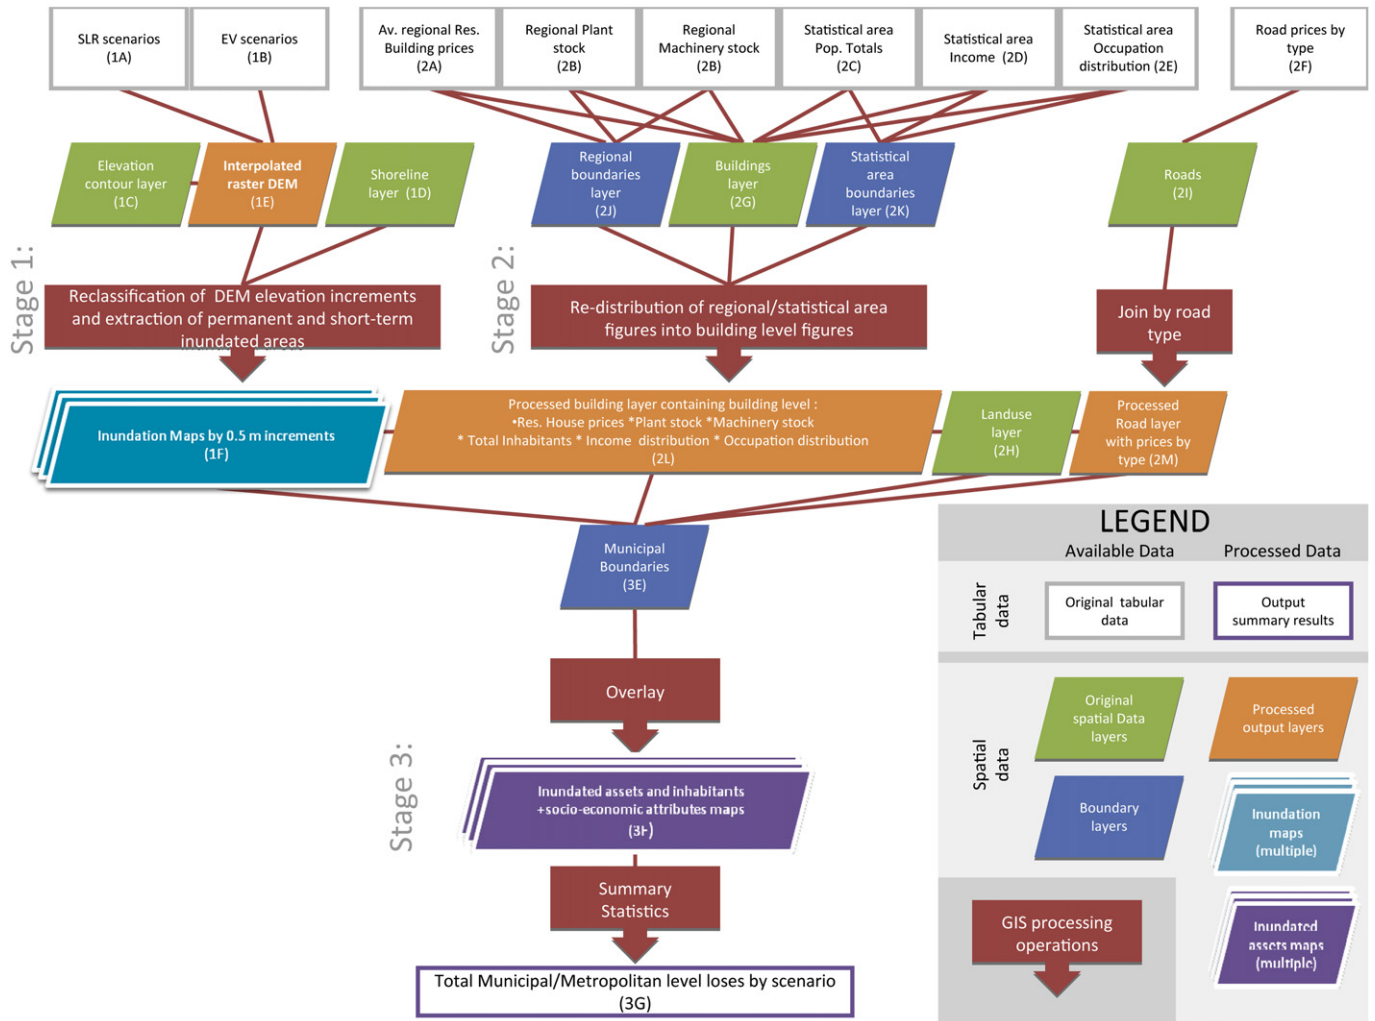 SLR scenarios
(1A)
EV scenarios
(1B)
Av. regional Res.
Building prices
(2A)
Regional Plant
stock
(2B)
Regional
Machinery stock
(2B)
Statistical area
Pop. Totals
(2C)
Statistical area
Income (2D)
Statistical area
Occupation
distribution (2E)
Road prices by
type
(2F)
Elevation
contour layer
(1C)
Interpolated
raster DEM
(1E)
Shoreline
layer (1D)
Regional
boundaries
layer
(2J)
Buildings
layer
(2G)
Statistical
area
boundaries
layer (2K)
Roads
(2I)
Stage 1:
Reclassification of DEM elevation increments
and extraction of permanent and short-term
inundated areas
Stage 2:
Re-distribution of regional/statistical area
figures into building level figures
Join by road
type
Inundation Maps by 0.5 m increments
(1F)
Processed building layer containing building level :
•Res. House prices *Plant stock *Machinery stock
* Total Inhabitants * Income distribution * Occupation distribution
(2L)
Landuse
layer
(2H)
Processed
Road layer
with prices by
type (2M)
Municipal
Boundaries
(3E)
Overlay
Stage 3:
Inundated assets and inhabitants
+socio-economic attributes maps
(3F)
Summary
Statistics
Total Municipal/Metropolitan level loses by scenario
(3G)
LEGEND
Available Data
Processed Data
Tabular
data
Original tabular
data
Output
summary results
Spatial
data
Original
spatial Data
layers
Processed
output layers
Boundary
layers
Inundation
maps
(multiple)
GIS processing
operations
Inundated
assets maps
(multiple)